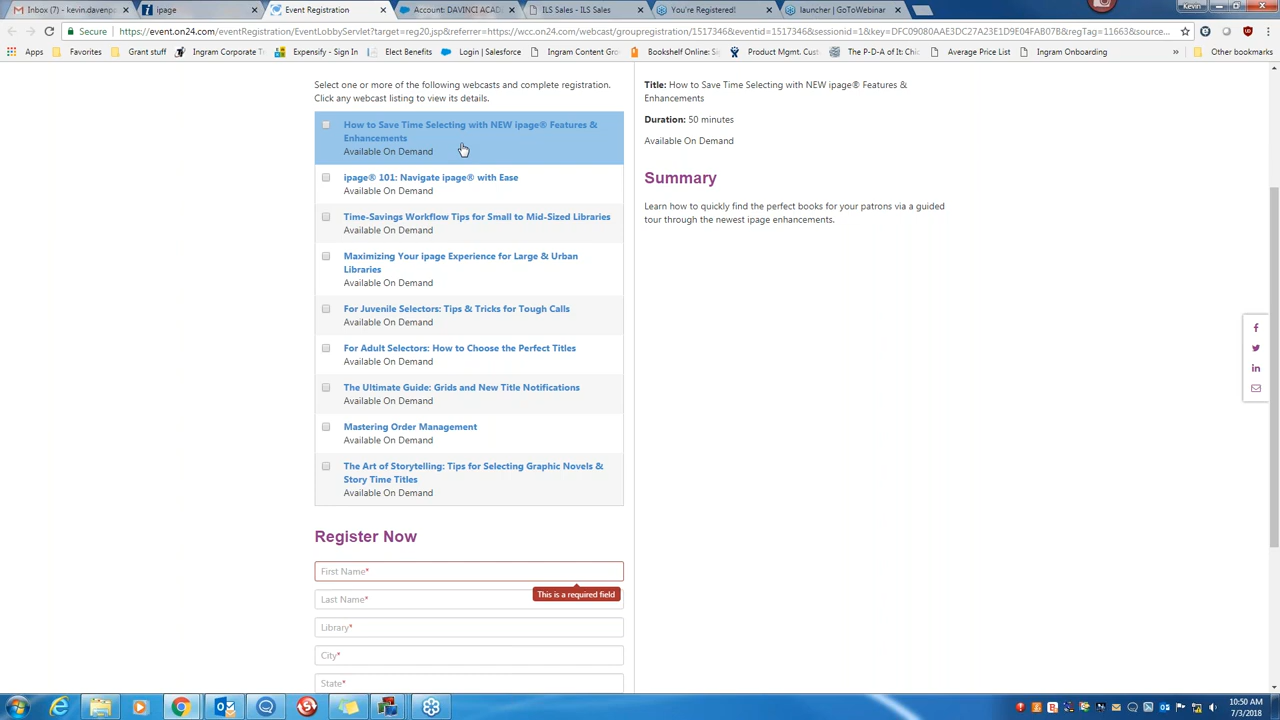 Inbox (7) - kevin.davenpo
ipage
Event Registration
Account: DAVINCI ACAD
ILS Sales - ILS Sales
You're Registered!
launcher | GoToWebinar
Kevin
Secure
https://event.on24.com/eventRegistration/EventLobbyServlet?target=reg20.jsp&referrer=https://wcc.on24.com/webcast/groupregistration/1517346&eventid=1517346&sessionid=1&key=DFC09080AAE3DC27A23E1D9E04FAB07B&regTag=11663&source...
Apps
Favorites
Grant stuff
Ingram Corporate T
Expensify - Sign In
Elect Benefits
Login | Salesforce
Ingram Content Gro
Bookshelf Online: S
Product Mgmt. Cust
The P-D-A of It: Chic
Average Price List
Ingram Onboarding
»
Other bookmarks
Select one or more of the following webcasts and complete registration.
Click any webcast listing to view its details.
How to Save Time Selecting with NEW ipage® Features &
Enhancements
Available On Demand
ipage® 101: Navigate ipage® with Ease
Available On Demand
Time-Savings Workflow Tips for Small to Mid-Sized Libraries
Available On Demand
Maximizing Your ipage Experience for Large & Urban
Libraries
Available On Demand
For Juvenile Selectors: Tips & Tricks for Tough Calls
Available On Demand
For Adult Selectors: How to Choose the Perfect Titles
Available On Demand
The Ultimate Guide: Grids and New Title Notifications
Available On Demand
Mastering Order Management
Available On Demand
The Art of Storytelling: Tips for Selecting Graphic Novels &
Story Time Titles
Available On Demand
Register Now
First Name*
This is a required field
Last Name*
Library*
City*
State*
Title: How to Save Time Selecting with NEW ipage® Features &
Enhancements
Duration: 50 minutes
Available On Demand
Summary
Learn how to quickly find the perfect books for your patrons via a guided
tour through the newest ipage enhancements.
10:50 AM
7/3/2018